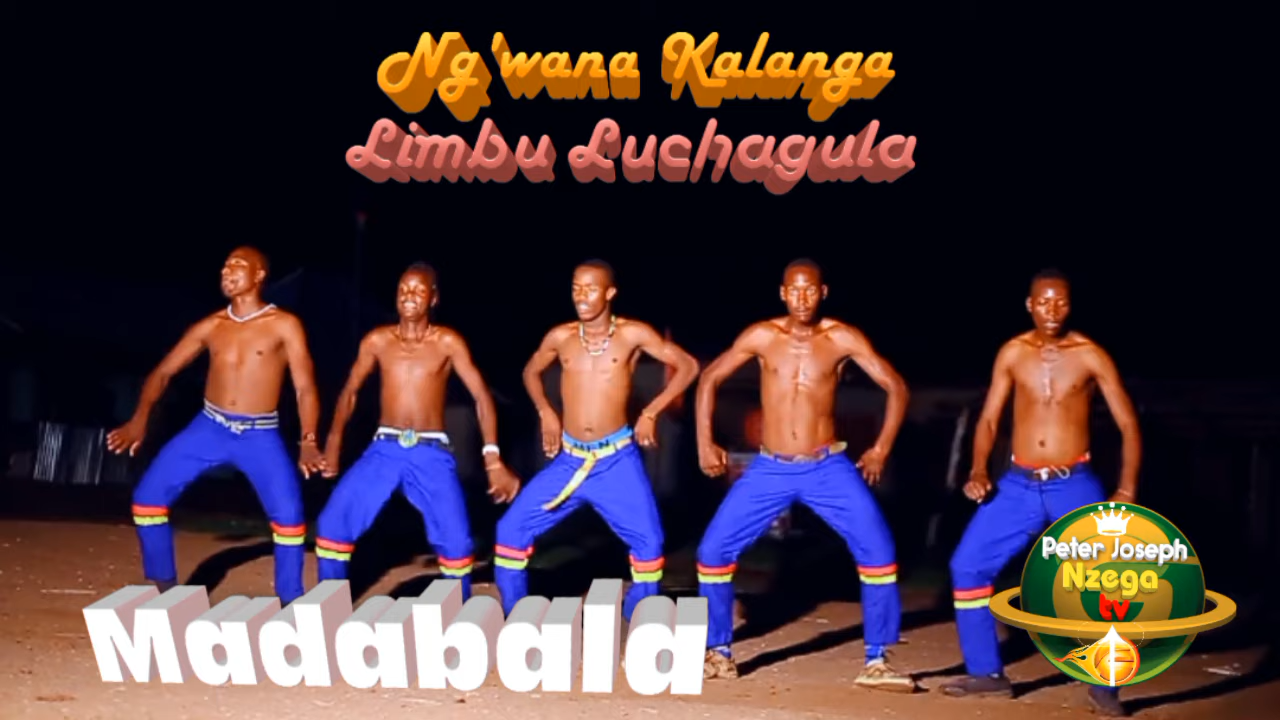 Ng'wana Kalanga
Limbu Luchagula
Madabala
Peter Joseph
Nzega
tv